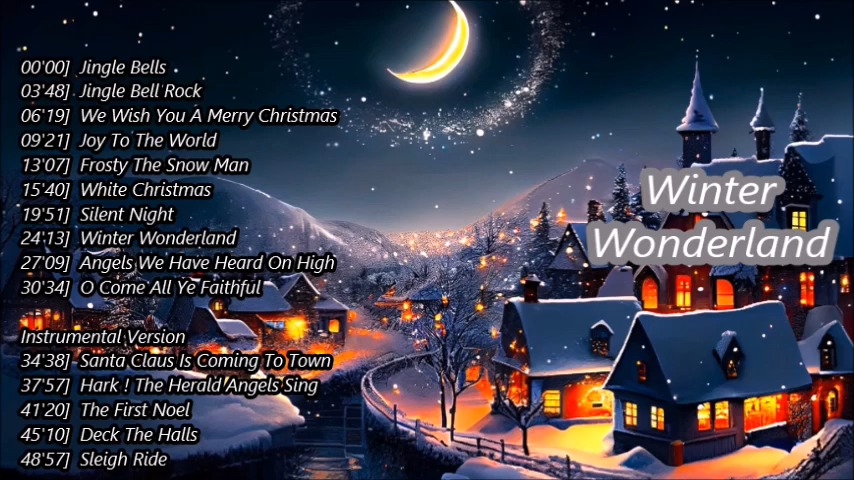 00'00] Jingle Bells
03'48] Jingle Bell Rock
06'19] We Wish You A Merry Christmas
09'21] Joy To The World
13'07] Frosty The Snow Man
15'40] White Christmas
19'51] Silent Night
24'13] Winter Wonderland
27'09] Angels We Have Heard On High
30'34] O Come All Ye Faithful
Instrumental Version
34'38] Santa Claus Is Coming To Town
37'57] Hark ! The Herald Angels Sing
41'20] The First Noel
45'10] Deck The Halls
48'57] Sleigh Ride
Winter
Wonderland